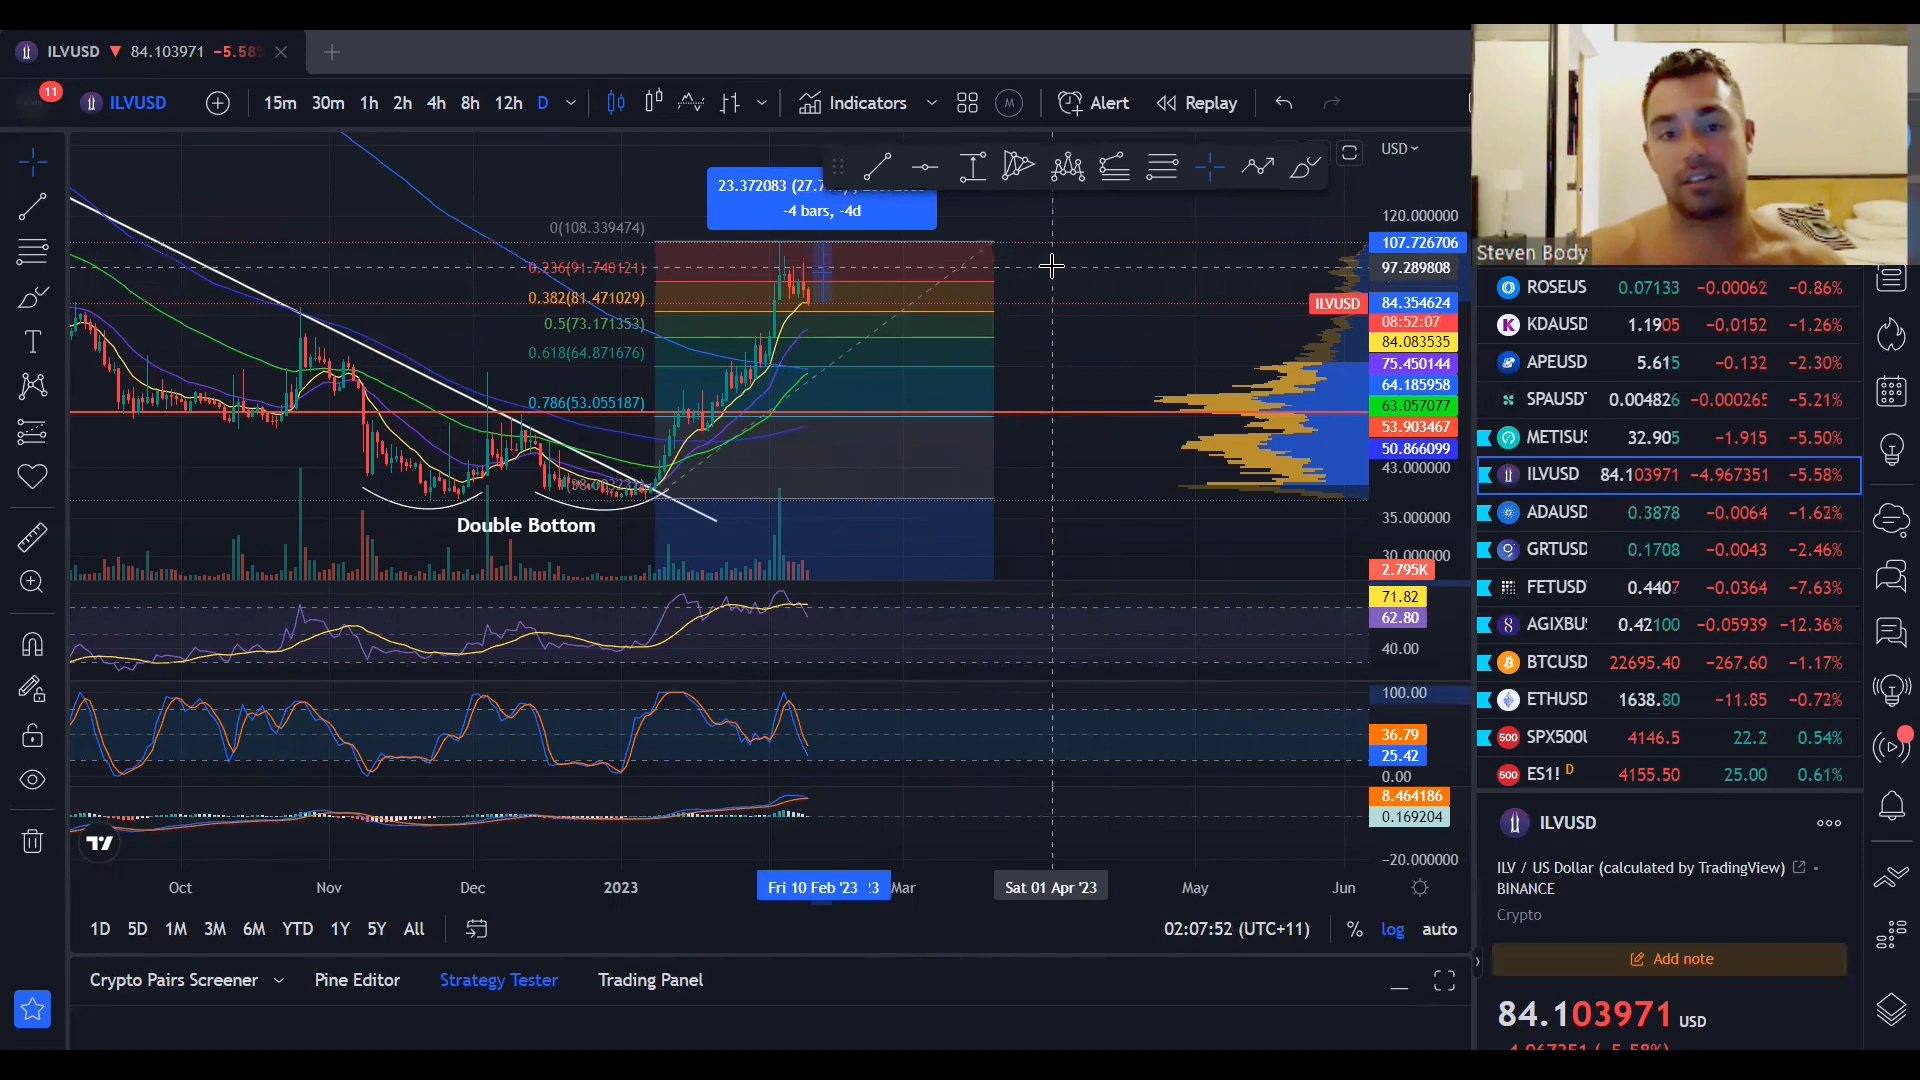 ILVUSD ▼ 84.103971 −5.58
11
ILVUSD 15m 30m 1h 2h 4h 8h 12h D Indicators M Alert Replay
USD
23.372083 (27.7
-4 bars, -4d
120.000000
0(108.339474)
107.726706
0.236(91.740121)
97.289808
0.382(81.471029)
ILVUSD 84.354624
08:52:07
0.5(73.171353)
84.083535
0.618(64.871676)
75.450144
64.185958
0.786(53.055187)
63.057077
53.903467
50.866099
43.000000
Double Bottom
35.000000
30.000000
2.795K
71.82
62.80
40.00
100.00
36.79
25.42
0.00
8.464186
0.169204
−20.000000
Oct Nov Dec 2023 Fri 10 Feb '23 Mar Sat 01 Apr '23 May Jun
1D 5D 1M 3M 6M YTD 1Y 5Y All 02:07:52 (UTC+11) % log auto
Crypto Pairs Screener Pine Editor Strategy Tester Trading Panel
Steven Body
ROSEUS 0.07133 −0.00062 −0.86%
KDAUSD 1.1905 −0.0152 −1.26%
APEUSD 5.615 −0.132 −2.30%
SPAUSDT 0.004826 −0.000265 −5.21%
METISUS 32.905 −1.915 −5.50%
ILVUSD 84.103971 −4.967351 −5.58%
ADAUSD 0.3878 −0.0064 −1.62%
GRTUSD 0.1708 −0.0043 −2.46%
FETUSD 0.4407 −0.0364 −7.63%
AGIXBU 0.42100 −0.05939 −12.36%
BTCUSD 22695.40 −267.60 −1.17%
ETHUSD 1638.80 −11.85 −0.72%
500 SPX500U 4146.5 22.2 0.54%
500 ES1! D 4155.50 25.00 0.61%
ILVUSD
ILV / US Dollar (calculated by TradingView)
BINANCE
Crypto
Add note
84.103971 USD
−4.967351 (−5.58%)